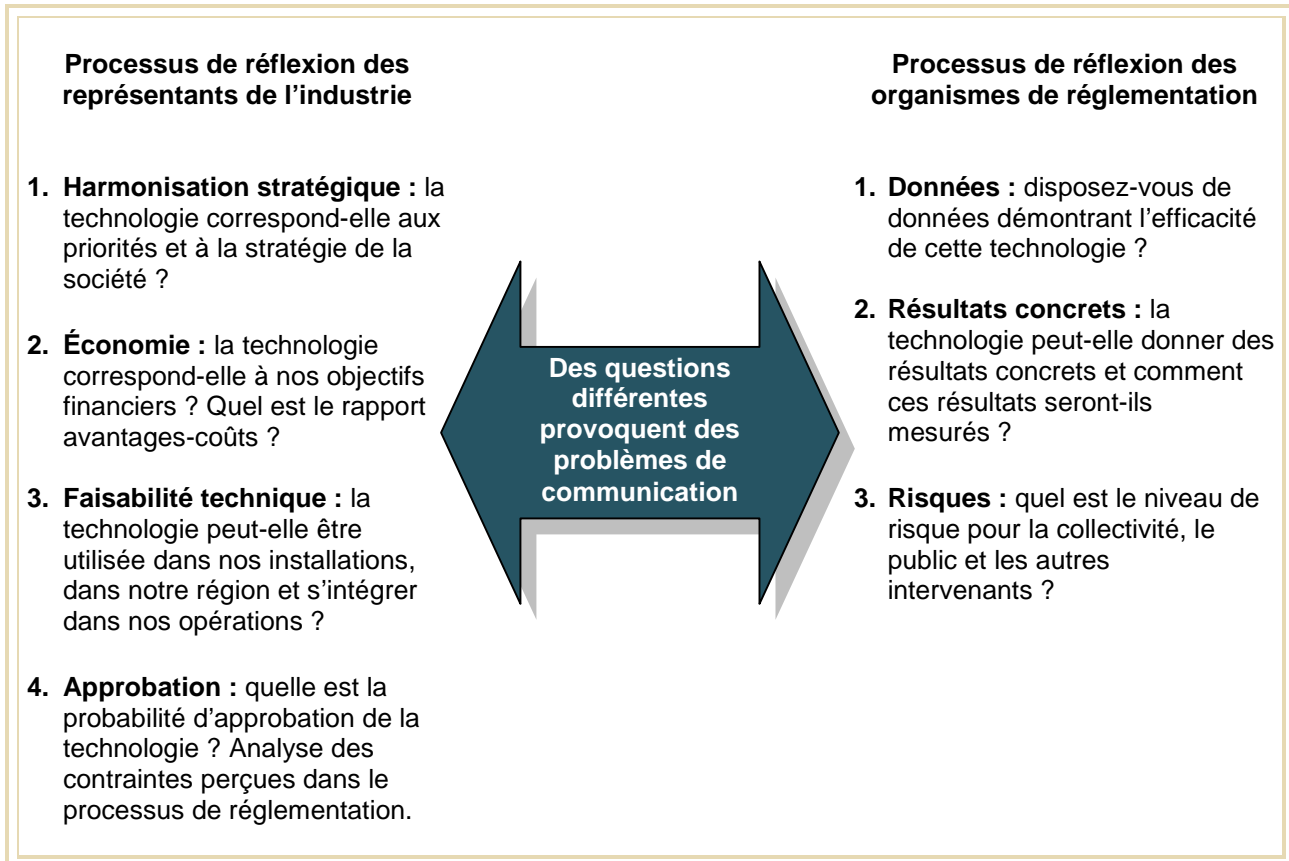 Processus de réflexion des
représentants de l’industrie
1. Harmonisation stratégique : la
technologie correspond-elle aux
priorités et à la stratégie de la
société ?
2. Économie : la technologie
correspond-elle à nos objectifs
financiers ? Quel est le rapport
avantages-coûts ?
3. Faisabilité technique : la
technologie peut-elle être
utilisée dans nos installations,
dans notre région et s’intégrer
dans nos opérations ?
4. Approbation : quelle est la
probabilité d’approbation de la
technologie ? Analyse des
contraintes perçues dans le
processus de réglementation.
Des questions
différentes
provoquent des
problèmes de
communication
Processus de réflexion des
organismes de réglementation
1. Données : disposez-vous de
données démontrant l’efficacité
de cette technologie ?
2. Résultats concrets : la
technologie peut-elle donner des
résultats concrets et comment
ces résultats seront-ils
mesurés ?
3. Risques : quel est le niveau de
risque pour la collectivité, le
public et les autres
intervenants ?